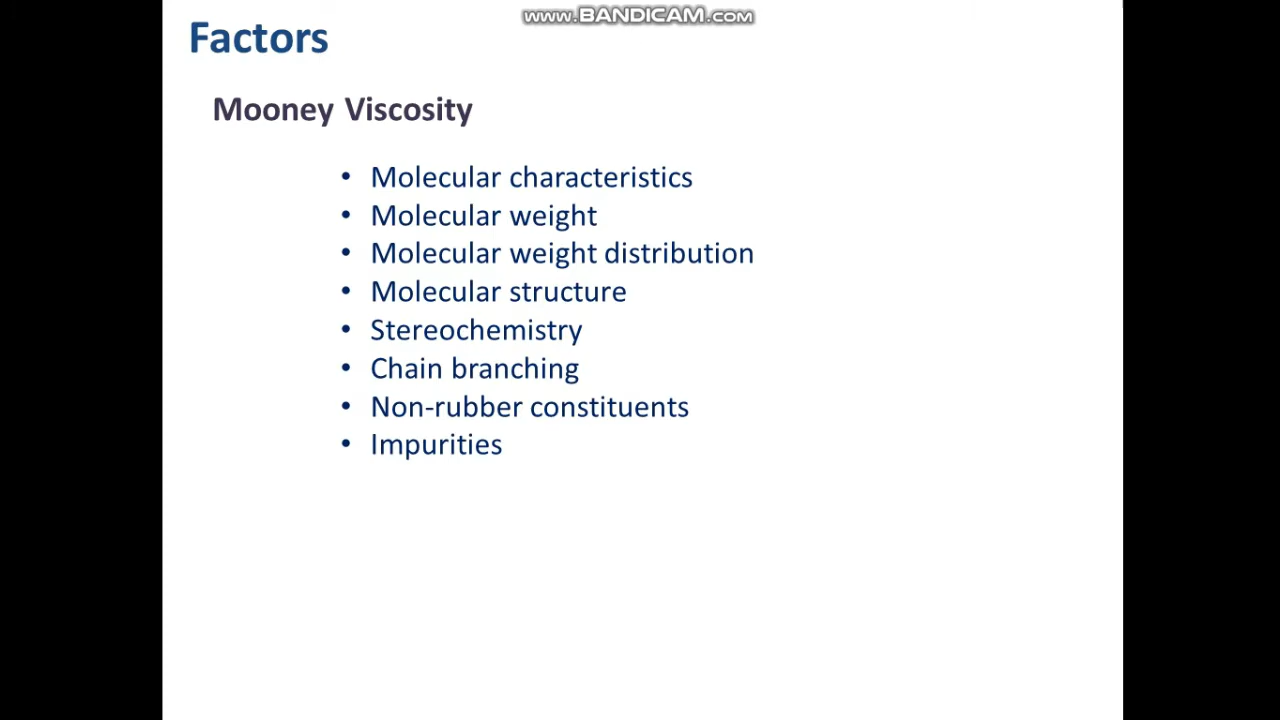 www.BANDICAM.com
Factors
Mooney Viscosity
• Molecular characteristics
• Molecular weight
• Molecular weight distribution
• Molecular structure
• Stereochemistry
• Chain branching
• Non-rubber constituents
• Impurities